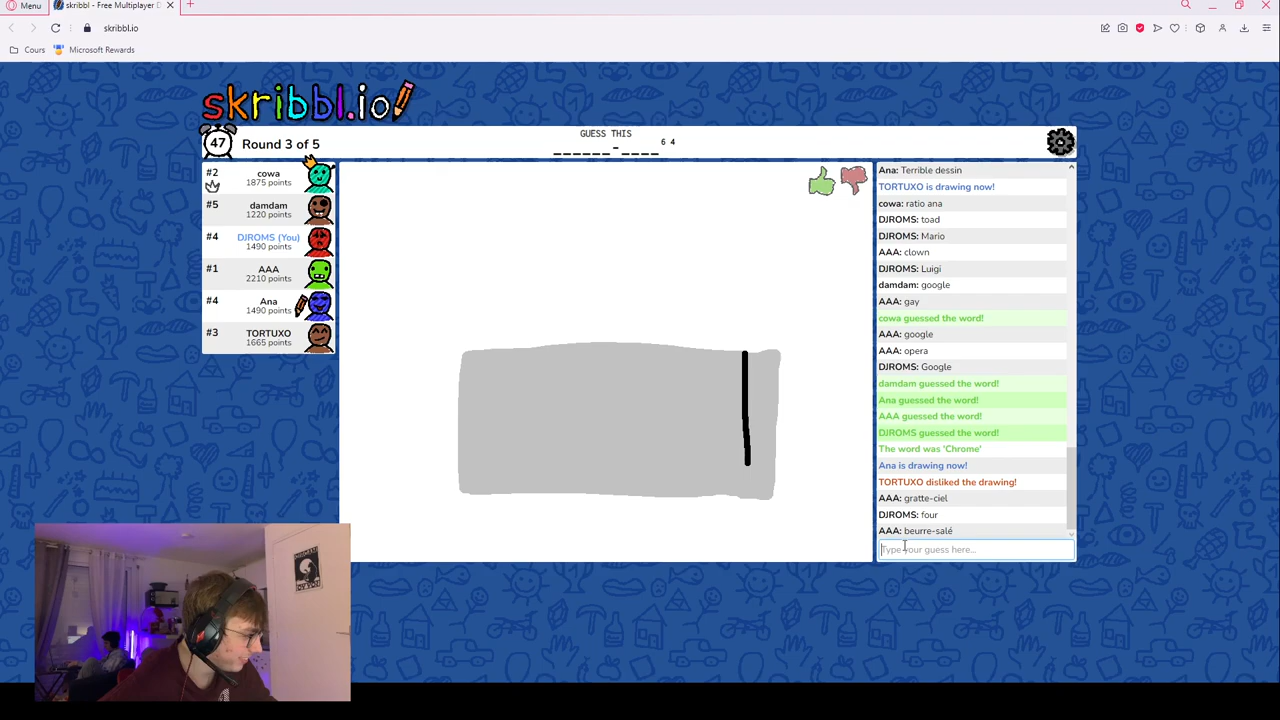 Menu
skribbl - Free Multiplayer D
skribbl.io
Cours
Microsoft Rewards
skribbl.io
47
Round 3 of 5
GUESS THIS
______-____ 6 4
#2 cowa
1875 points
#5 damdam
1220 points
#4 DJROMS (You)
1490 points
#1 AAA
2210 points
#4 Ana
1490 points
#3 TORTUXO
1665 points
Ana: Terrible dessin
TORTUXO is drawing now!
cowa: ratio ana
DJROMS: toad
DJROMS: Mario
AAA: clown
DJROMS: Luigi
damdam: google
AAA: gay
cowa guessed the word!
AAA: google
AAA: opera
DJROMS: Google
damdam guessed the word!
Ana guessed the word!
AAA guessed the word!
DJROMS guessed the word!
The word was 'Chrome'
Ana is drawing now!
TORTUXO disliked the drawing!
AAA: gratte-ciel
DJROMS: four
AAA: beurre-salé
Type your guess here...